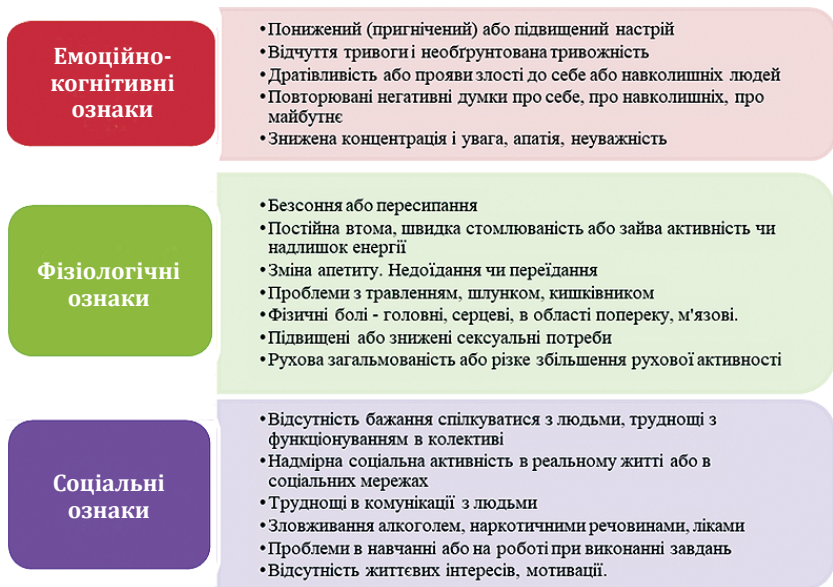 Емоційно-
когнітивні
ознаки
•Понижений (пригнічений) або підвищений настрій
•Відчуття тривоги і необґрунтована тривожність
•Дратівливість або прояви злості до себе або навколишніх людей
•Повторювані негативні думки про себе, про навколишніх, про
майбутнє
•Знижена концентрація і увага, апатія, неуважність
Фізіологічні
ознаки
•Безсоння або пересипання
•Постійна втома, швидка стомлюваність або зайва активність чи
надлишок енергії
•Зміна апетиту. Недоїдання чи переїдання
•Проблеми з травленням, шлунком, кишківником
•Фізичні болі - головні, серцеві, в області попереку, м'язові.
•Підвищені або знижені сексуальні потреби
•Рухова загальмованість або різке збільшення рухової активності
Соціальні
ознаки
•Відсутність бажання спілкуватися з людьми, труднощі з
функціонуванням в колективі
•Надмірна соціальна активність в реальному житті або в
соціальних мережах
•Труднощі в комунікації з людьми
•Зловживання алкоголем, наркотичними речовинами, ліками
•Проблеми в навчанні або на роботі при виконанні завдань
•Відсутність життєвих інтересів, мотивації.